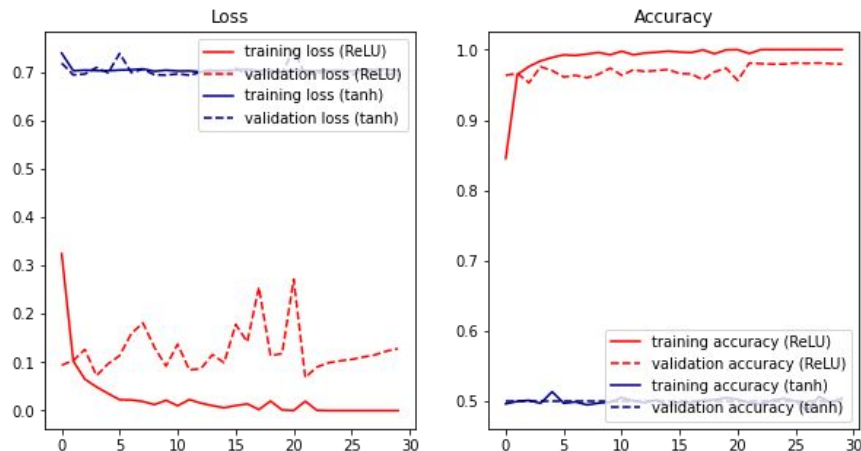 Loss
training loss (ReLU)
validation loss (ReLU)
training loss (tanh)
validation loss (tanh)
0.7
0.6
0.5
0.4
0.3
0.2
0.1
0.0
0 5 10 15 20 25 30
Accuracy
1.0
0.9
0.8
0.7
0.6
0.5
training accuracy (ReLU)
validation accuracy (ReLU)
training accuracy (tanh)
validation accuracy (tanh)
0 5 10 15 20 25 30